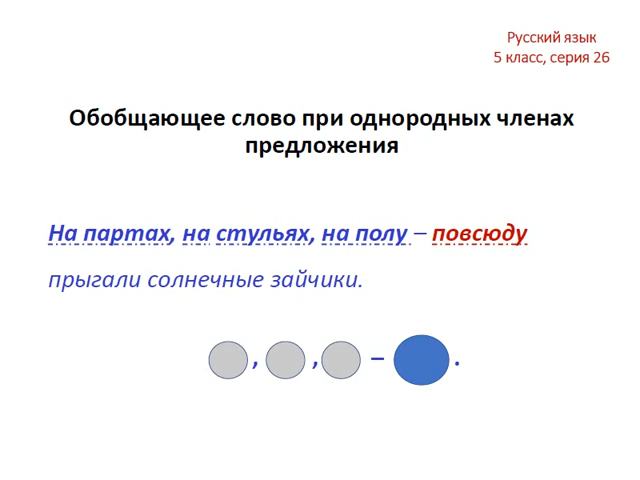 Русский язык
5 класс, серия 26
Обобщающее слово при однородных членах
предложения
На партах, на стульях, на полу – повсюду
прыгали солнечные зайчики.
, , – .